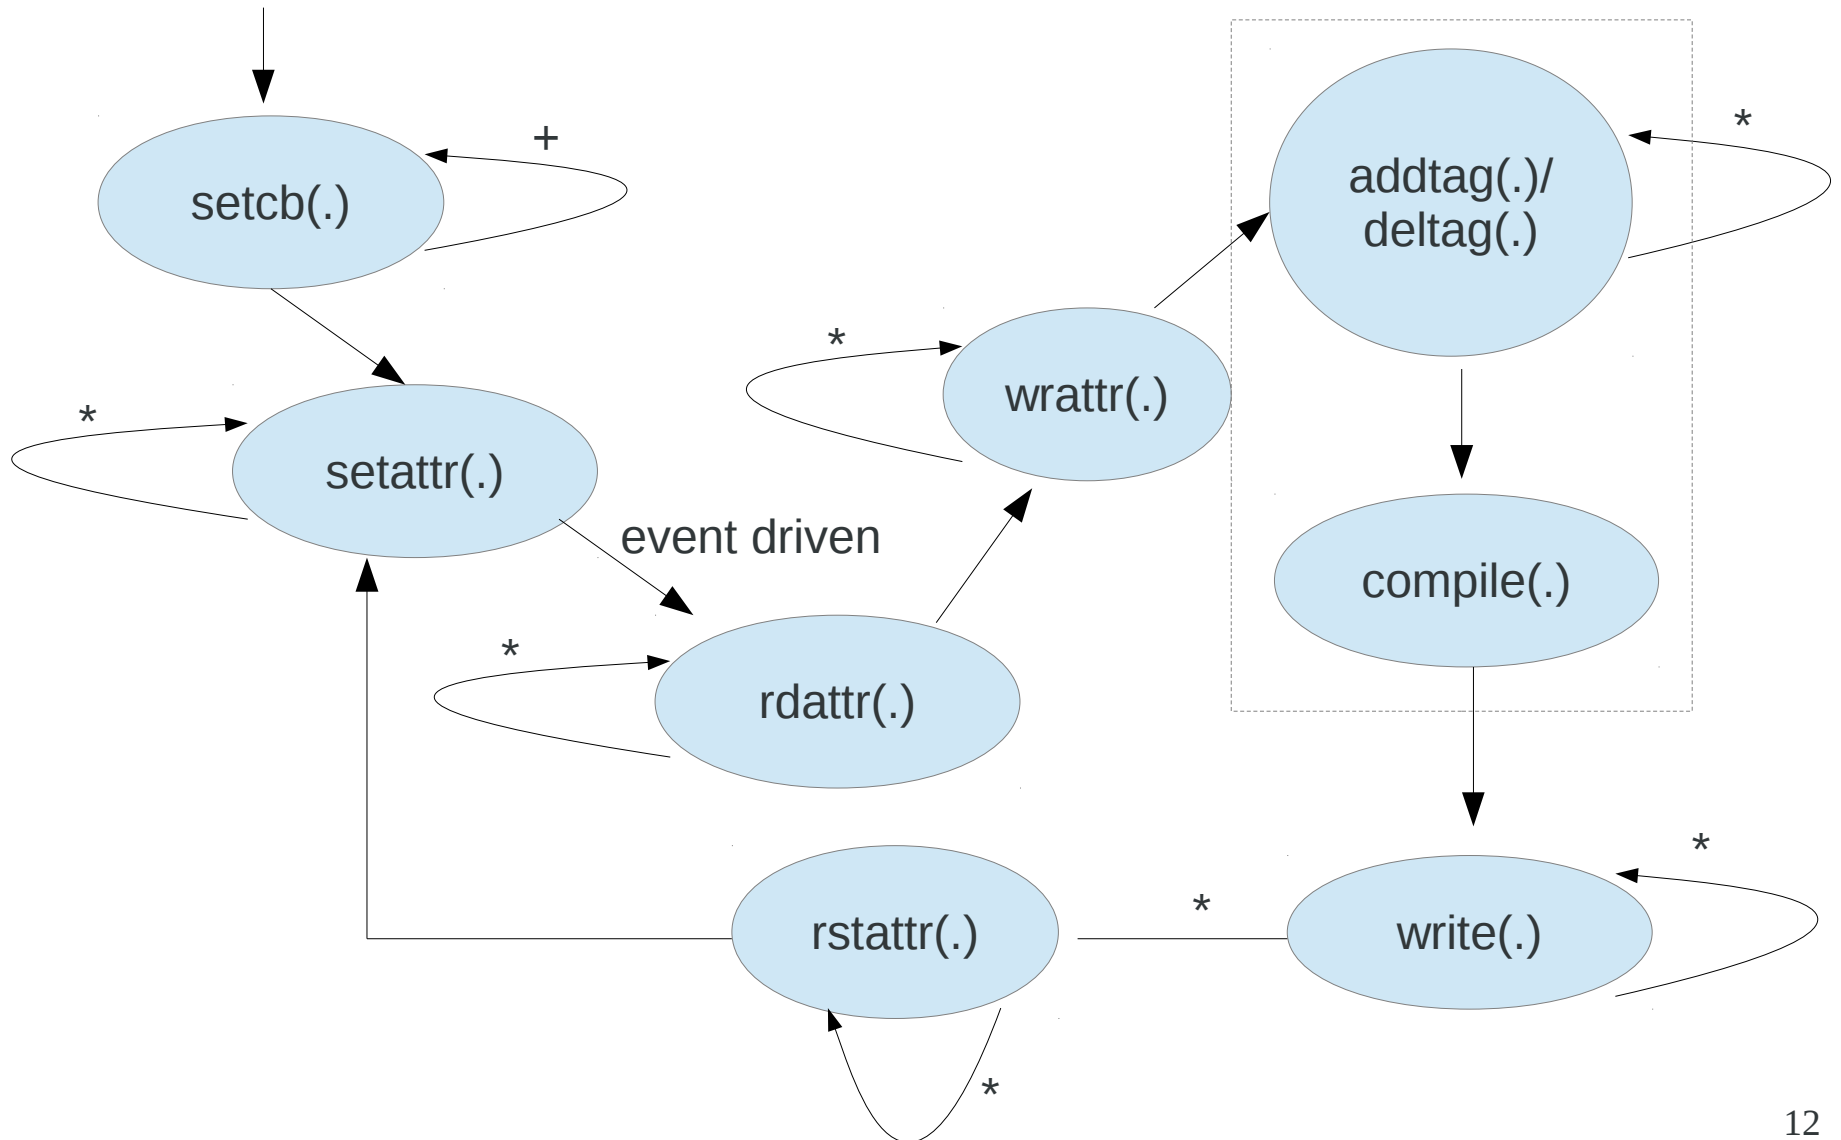 +
setcb(.)
*
addtag(.)/
deltag(.)
*
wrattr(.)
*
setattr(.)
event driven
compile(.)
*
rdattr(.)
*
rstattr(.)
*
write(.)
*
12